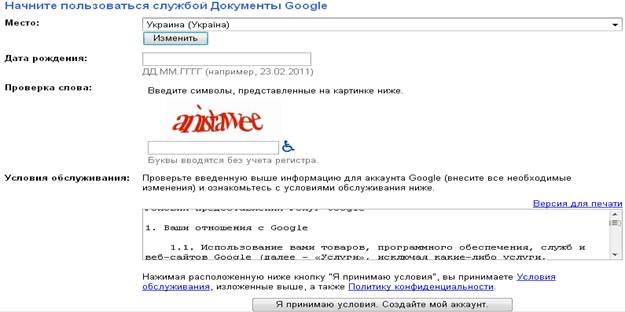 Начните пользоваться службой Документы Google
Место: Украина (Україна)
Изменить
Дата рождения:
ДД.ММ.ГГГГ (например, 23.02.2011)
Проверка слова: Введите символы, представленные на картинке ниже.
anistawee
Буквы вводятся без учета регистра.
Условия обслуживания: Проверьте введенную выше информацию для аккаунта Google (внесите все необходимые
изменения) и ознакомьтесь с условиями обслуживания ниже.
Версия для печати
Условия предоставления услуг Google
1. Ваши отношения с Google
1.1. Использование вами товаров, программного обеспечения, служб и
веб-сайтов Google (далее – «Услуги», исключая какие-либо услуги,
Нажимая расположенную ниже кнопку "Я принимаю условия", вы принимаете Условия
обслуживания, изложенные выше, а также Политику конфиденциальности.
Я принимаю условия. Создайте мой аккаунт.